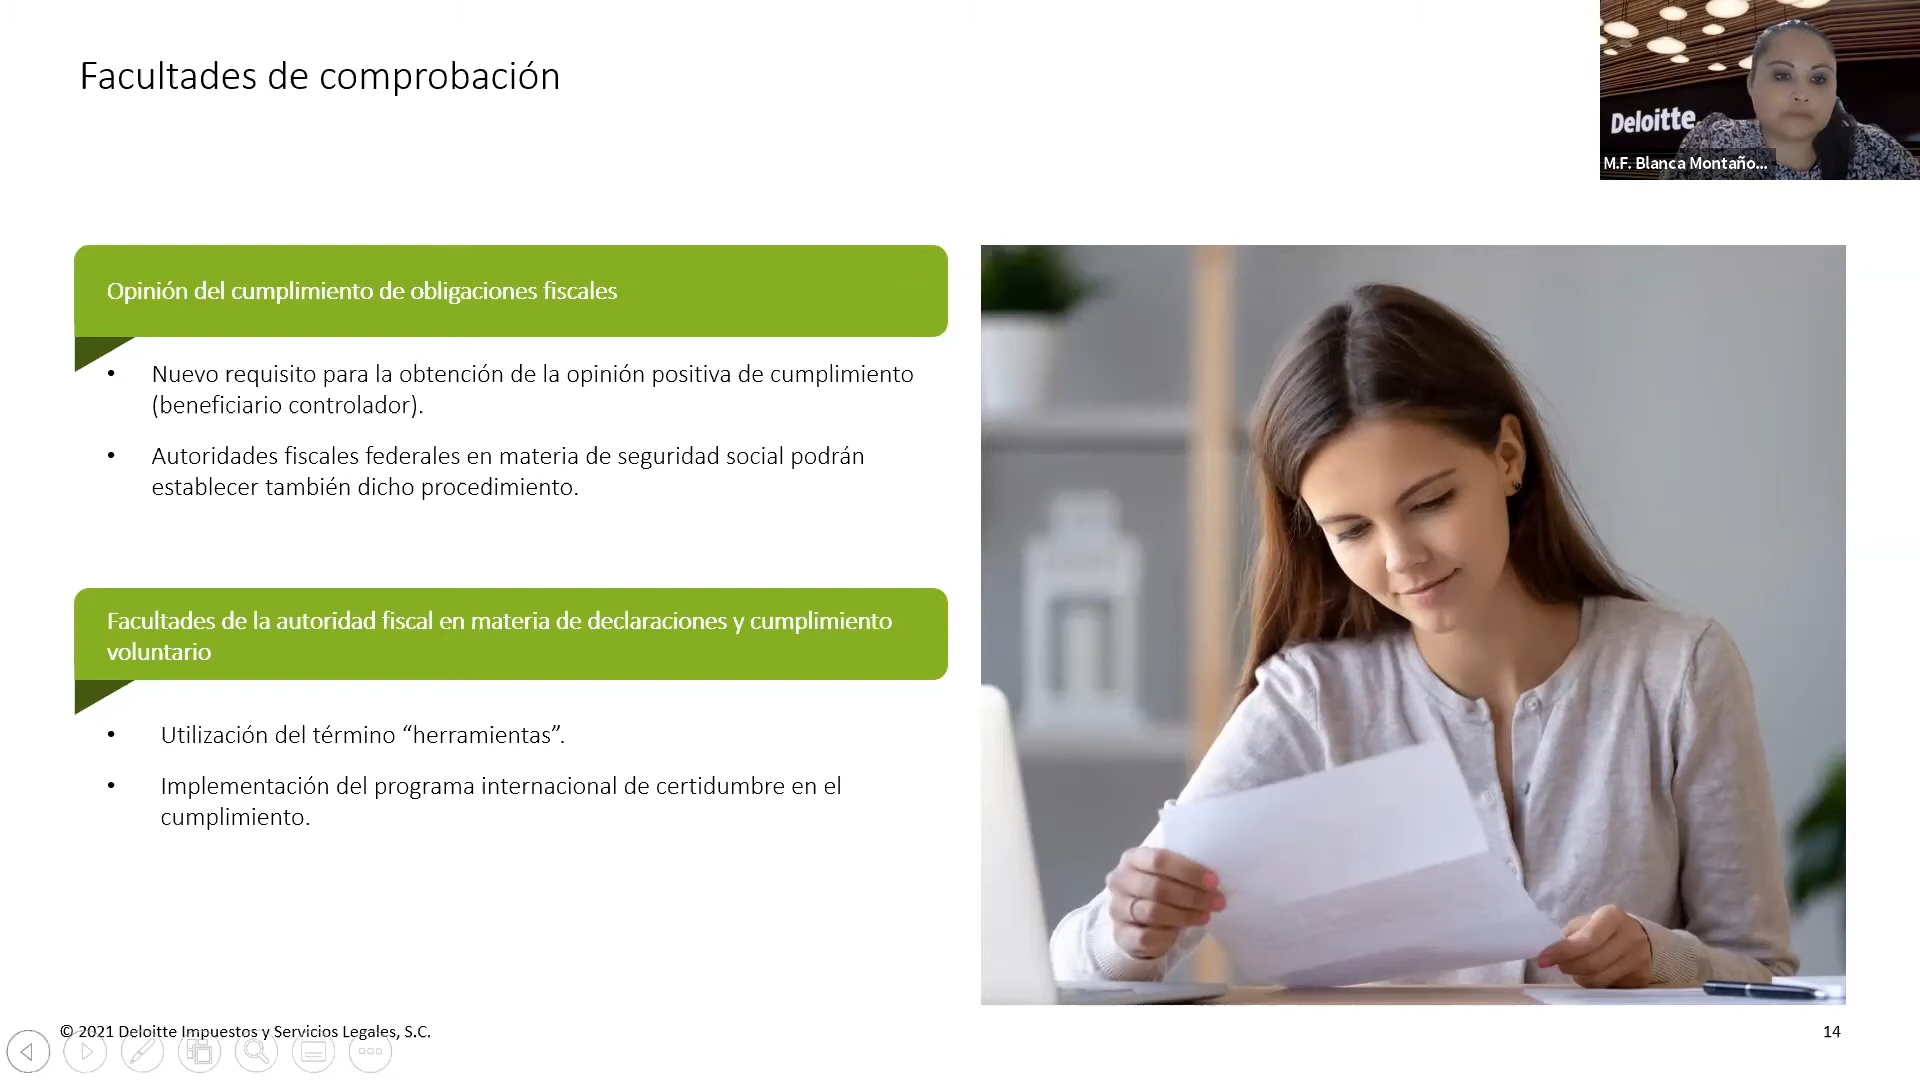 Facultades de comprobación
Deloitte.
M.F. Blanca Montaño...
Opinión del cumplimiento de obligaciones fiscales
• Nuevo requisito para la obtención de la opinión positiva de cumplimiento
(beneficiario controlador).
• Autoridades fiscales federales en materia de seguridad social podrán
establecer también dicho procedimiento.
Facultades de la autoridad fiscal en materia de declaraciones y cumplimiento
voluntario
• Utilización del término “herramientas”.
• Implementación del programa internacional de certidumbre en el
cumplimiento.
© 2021 Deloitte Impuestos y Servicios Legales, S.C.
14